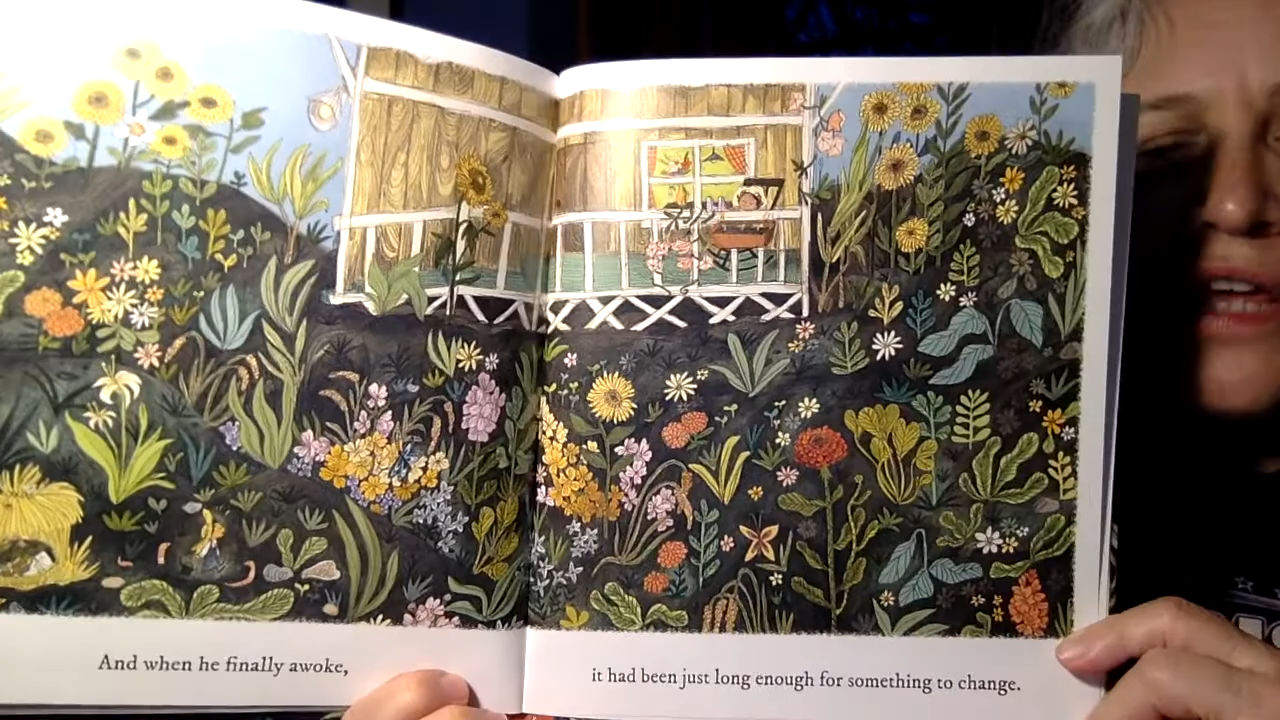 And when he finally awoke,
it had been just long enough for something to change.